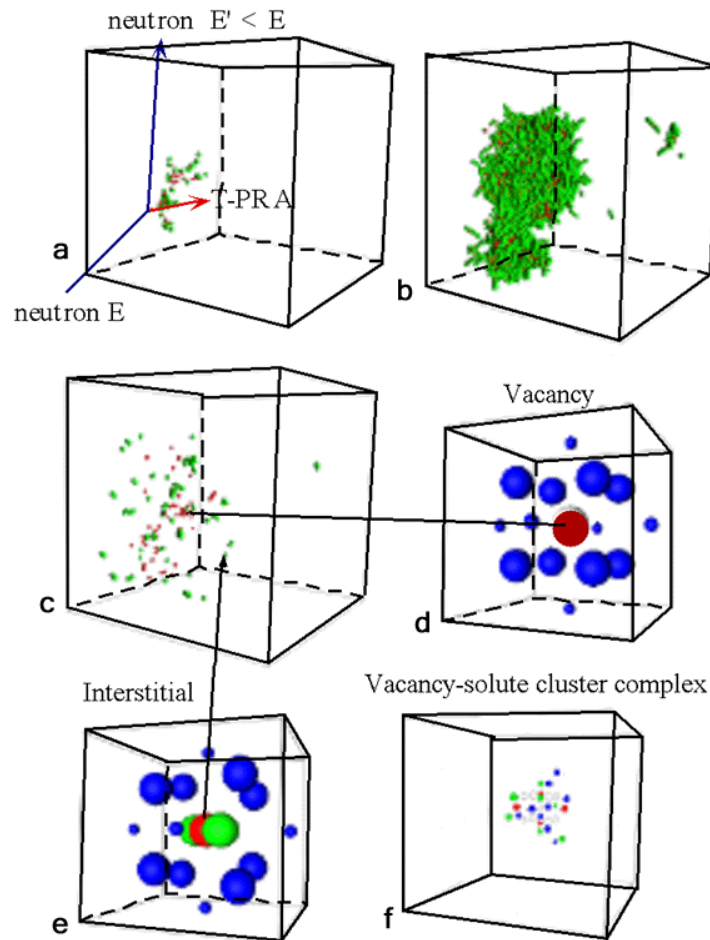 neutron E' < E
T-PRA
a
neutron E
b
c
Vacancy
d
Interstitial
e
Vacancy-solute cluster complex
f